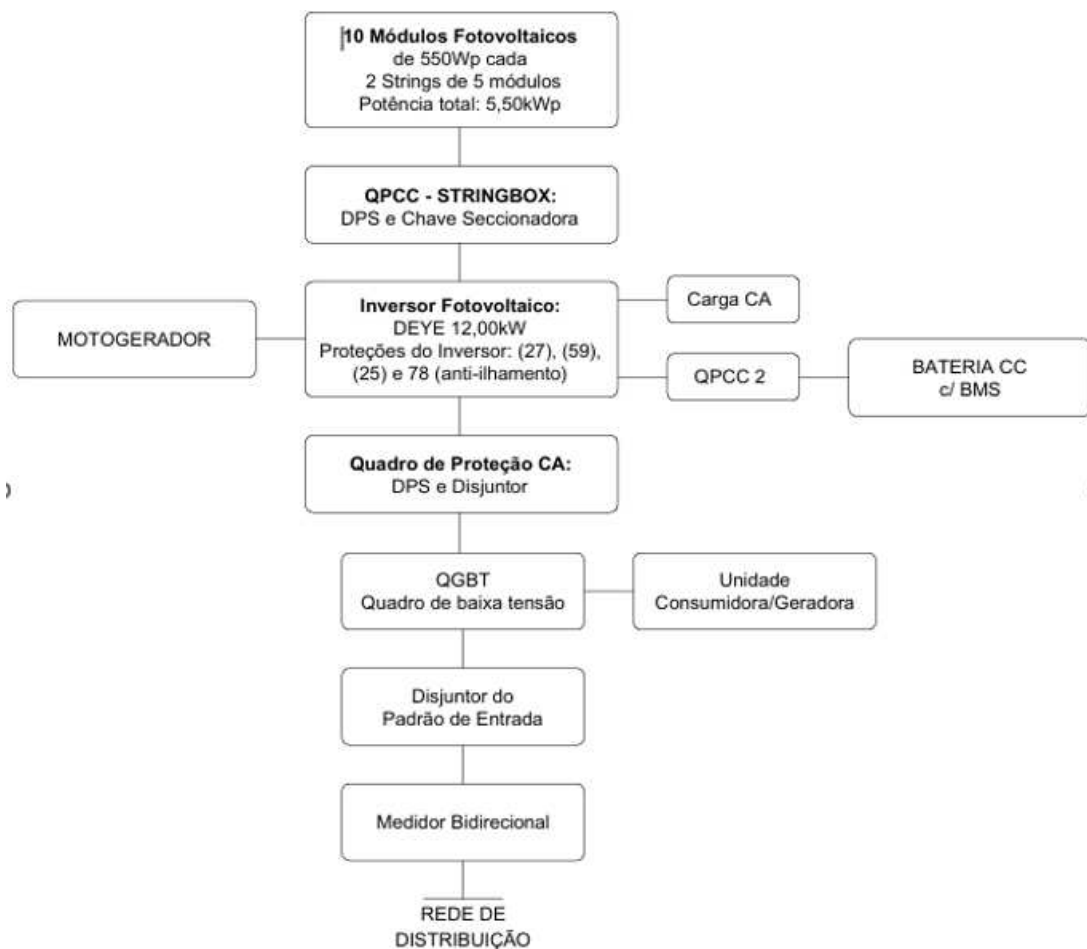 10 Módulos Fotovoltaicos
de 550Wp cada
2 Strings de 5 módulos
Potência total: 5,50kWp
QPCC - STRINGBOX:
DPS e Chave Seccionadora
MOTOGERADOR
Inversor Fotovoltaico:
DEYE 12,00kW
Proteções do Inversor: (27), (59),
(25) e 78 (anti-ilhamento)
Carga CA
QPCC 2
BATERIA CC
c/ BMS
Quadro de Proteção CA:
DPS e Disjuntor
QGBT
Quadro de baixa tensão
Unidade
Consumidora/Geradora
Disjuntor do
Padrão de Entrada
Medidor Bidirecional
REDE DE
DISTRIBUIÇÃO